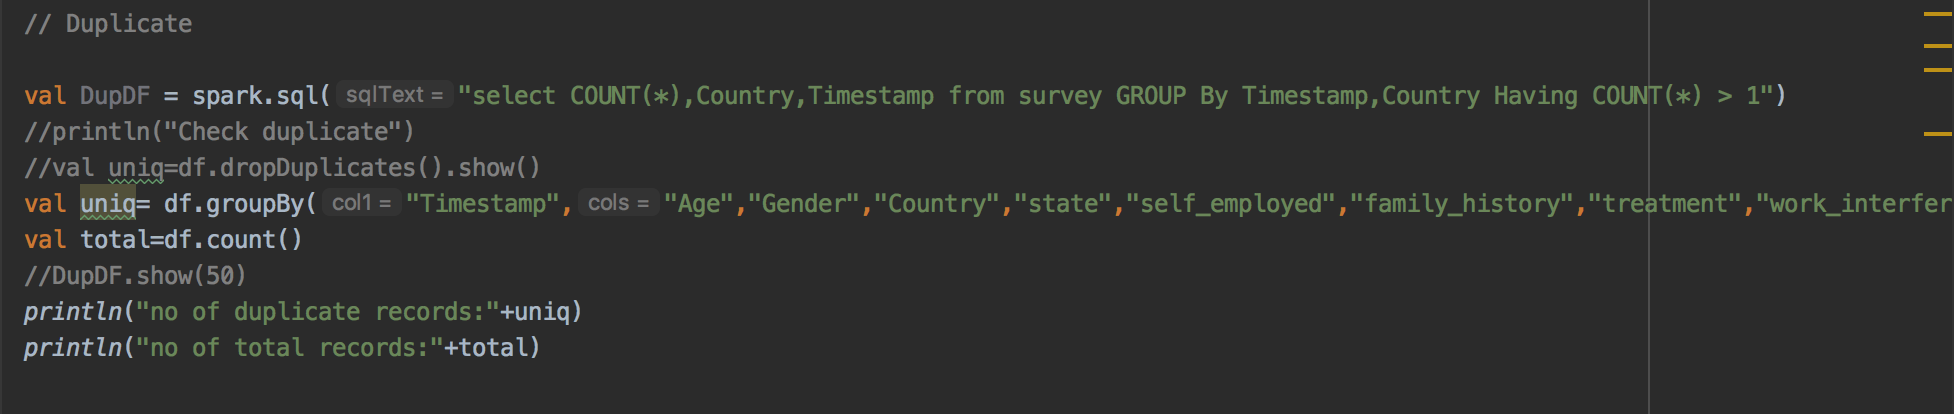 // Duplicate
val DupDF = spark.sql( sqlText = "select COUNT(*),Country,Timestamp from survey GROUP By Timestamp,Country Having COUNT(*) > 1")
//println("Check duplicate")
//val uniq=df.dropDuplicates().show()
val uniq= df.groupBy( col1 = "Timestamp", cols = "Age","Gender","Country","state","self_employed","family_history","treatment","work_interfer
val total=df.count()
//DupDF.show(50)
println("no of duplicate records:"+uniq)
println("no of total records:"+total)